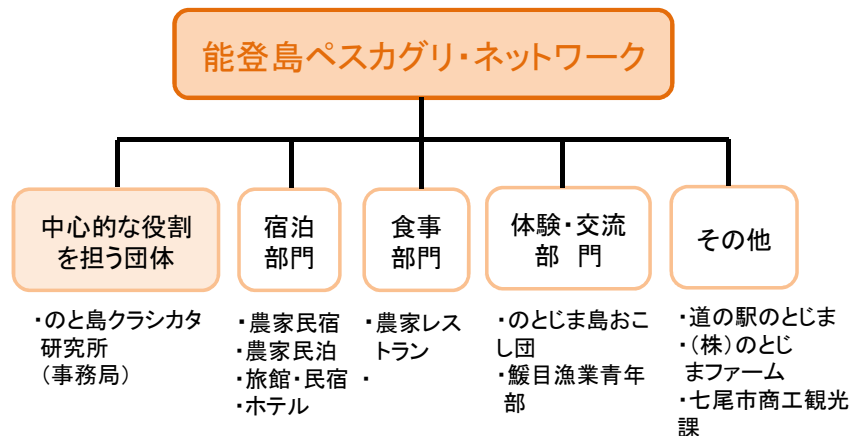 能登島ペスカグリ・ネットワーク
中心的な役割
を担う団体
・のと島クラシカタ
研究所
（事務局）
宿泊
部門
・農家民宿
・農家民泊
・旅館・民宿
・ホテル
食事
部門
・農家レス
トラン
・
体験・交流
部　門
・のとじま島おこ
し団
・鰀目漁業青年
部
その他
・道の駅のとじま
・（株）のとじ
まファーム
・七尾市商工観光
課